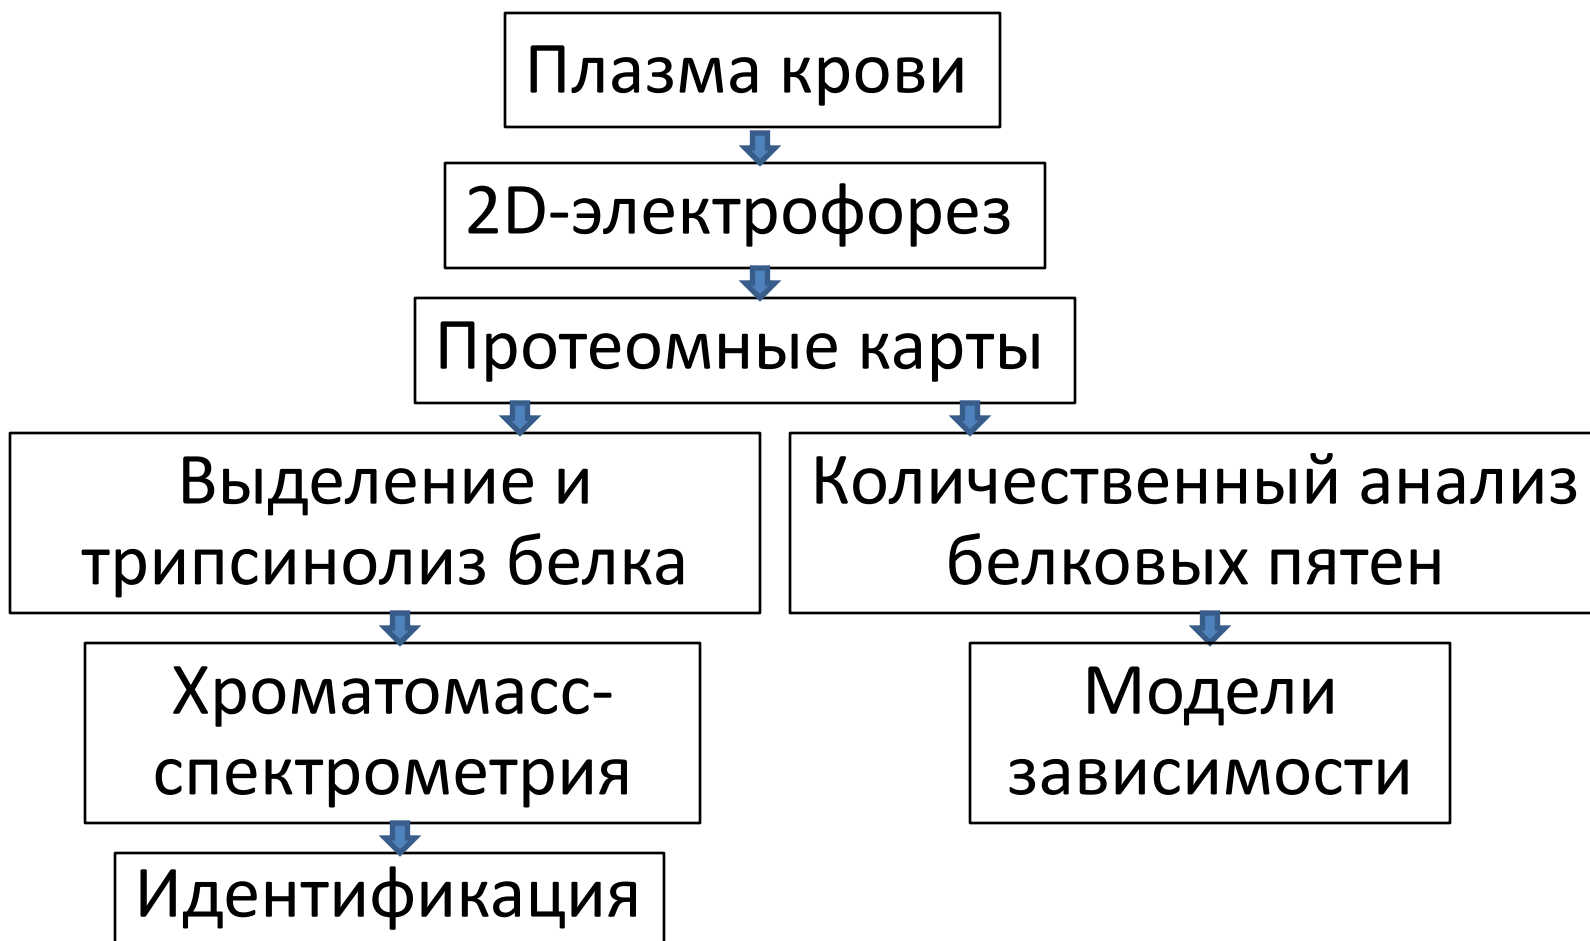 Плазма крови
2D-электрофорез
Протеомные карты
Выделение и
трипсинолиз белка
Количественный анализ
белковых пятен
Хроматомасс-
спектрометрия
Модели
зависимости
Идентификация